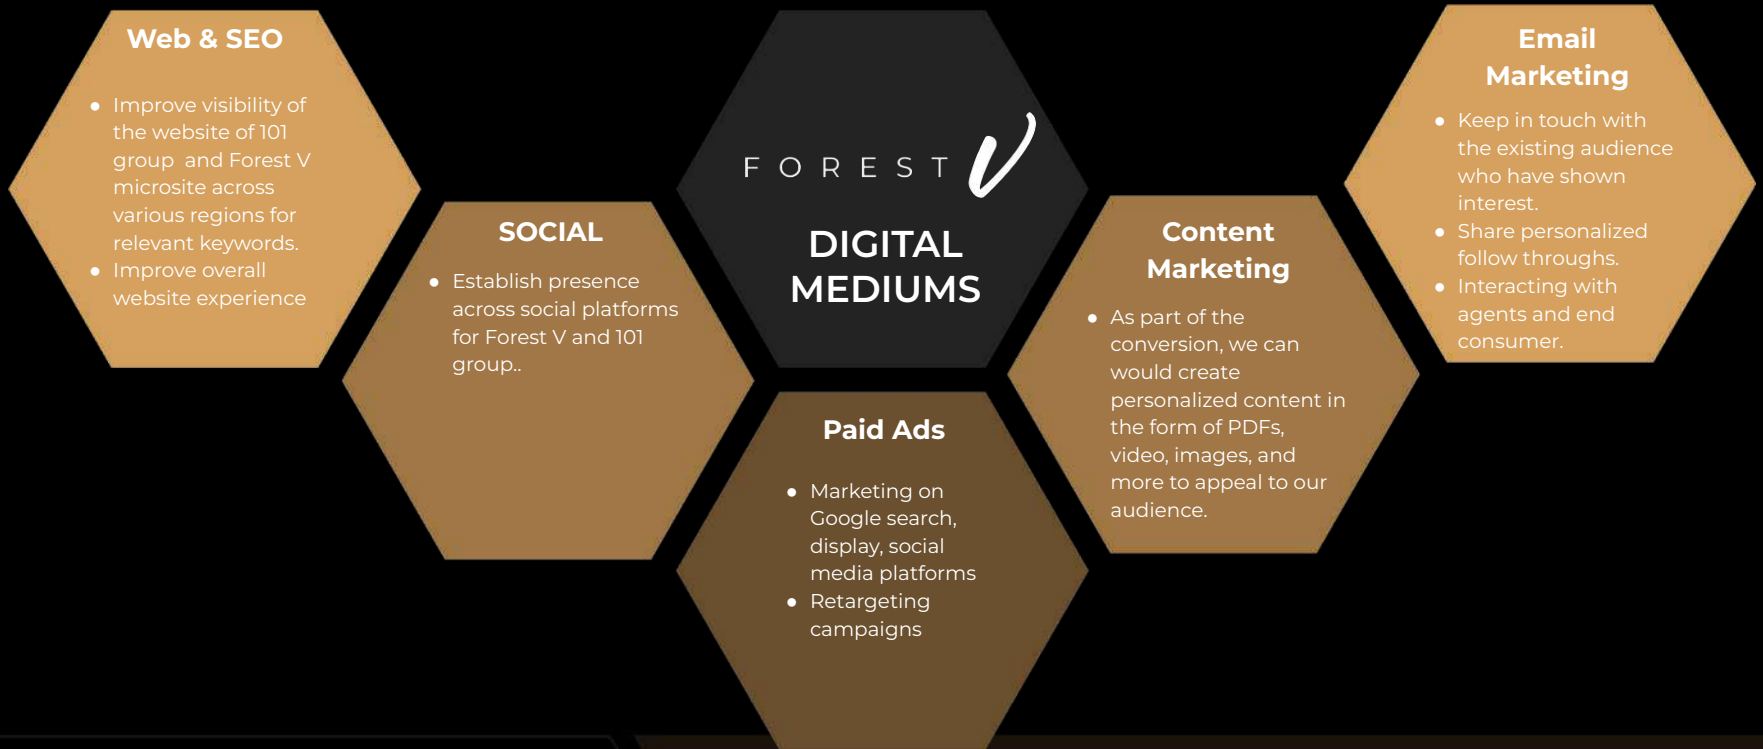 Web & SEO
● Improve visibility of
the website of 101
group  and Forest V
microsite across
various regions for
relevant keywords.
● Improve overall
website experience
SOCIAL
● Establish presence
across social platforms
for Forest V and 101
group..
FOREST V
DIGITAL
MEDIUMS
Paid Ads
● Marketing on
Google search,
display, social
media platforms
● Retargeting
campaigns
Content
Marketing
● As part of the
conversion, we can
would create
personalized content in
the form of PDFs,
video, images, and
more to appeal to our
audience.
Email
Marketing
● Keep in touch with
the existing audience
who have shown
interest.
● Share personalized
follow throughs.
● Interacting with
agents and end
consumer.